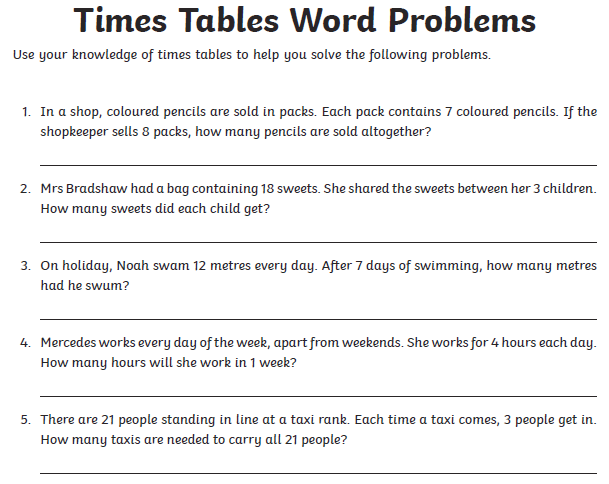 Times Tables Word Problems
Use your knowledge of times tables to help you solve the following problems.
1. In a shop, coloured pencils are sold in packs. Each pack contains 7 coloured pencils. If the
shopkeeper sells 8 packs, how many pencils are sold altogether?
2. Mrs Bradshaw had a bag containing 18 sweets. She shared the sweets between her 3 children.
How many sweets did each child get?
3. On holiday, Noah swam 12 metres every day. After 7 days of swimming, how many metres
had he swum?
4. Mercedes works every day of the week, apart from weekends. She works for 4 hours each day.
How many hours will she work in 1 week?
5. There are 21 people standing in line at a taxi rank. Each time a taxi comes, 3 people get in.
How many taxis are needed to carry all 21 people?